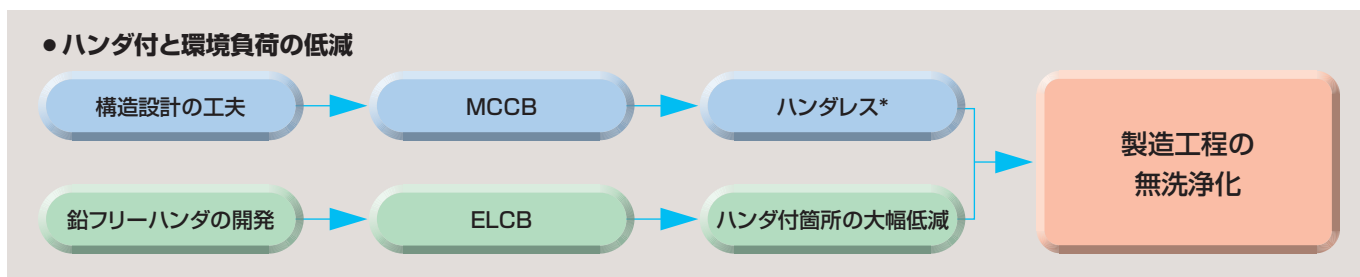 ●ハンダ付と環境負荷の低減
構造設計の工夫
MCCB
ハンダレス*
鉛フリーハンダの開発
ELCB
ハンダ付箇所の大幅低減
製造工程の
無洗浄化